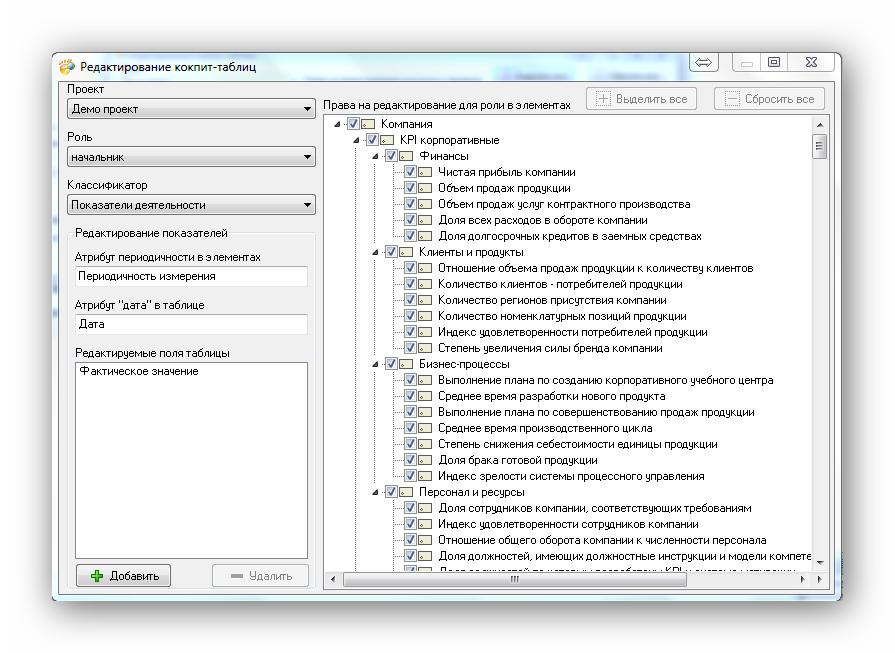 Редактирование кокпит-таблиц
Проект
Демо проект
Роль
начальник
Классификатор
Показатели деятельности
Редактирование показателей
Атрибут периодичности в элементах
Периодичность измерения
Атрибут "дата" в таблице
Дата
Редактируемые поля таблицы
Фактическое значение
Добавить
Удалить
Права на редактирование для роли в элементах
Выделить все
Сбросить все
Компания
KPI корпоративные
Финансы
Чистая прибыль компании
Объем продаж продукции
Объем продаж услуг контрактного производства
Доля всех расходов в обороте компании
Доля долгосрочных кредитов в заемных средствах
Клиенты и продукты
Отношение объема продаж продукции к количеству клиентов
Количество клиентов - потребителей продукции
Количество регионов присутствия компании
Количество номенклатурных позиций продукции
Индекс удовлетворенности потребителей продукции
Степень увеличения силы бренда компании
Бизнес-процессы
Выполнение плана по созданию корпоративного учебного центра
Среднее время разработки нового продукта
Выполнение плана по совершенствованию продаж продукции
Среднее время производственного цикла
Степень снижения себестоимости единицы продукции
Доля брака готовой продукции
Индекс зрелости системы процессного управления
Персонал и ресурсы
Доля сотрудников компании, соответствующих требованиям
Индекс удовлетворенности сотрудников компании
Отношение общего оборота компании к численности персонала
Доля должностей, имеющих должностные инструкции и модели компете